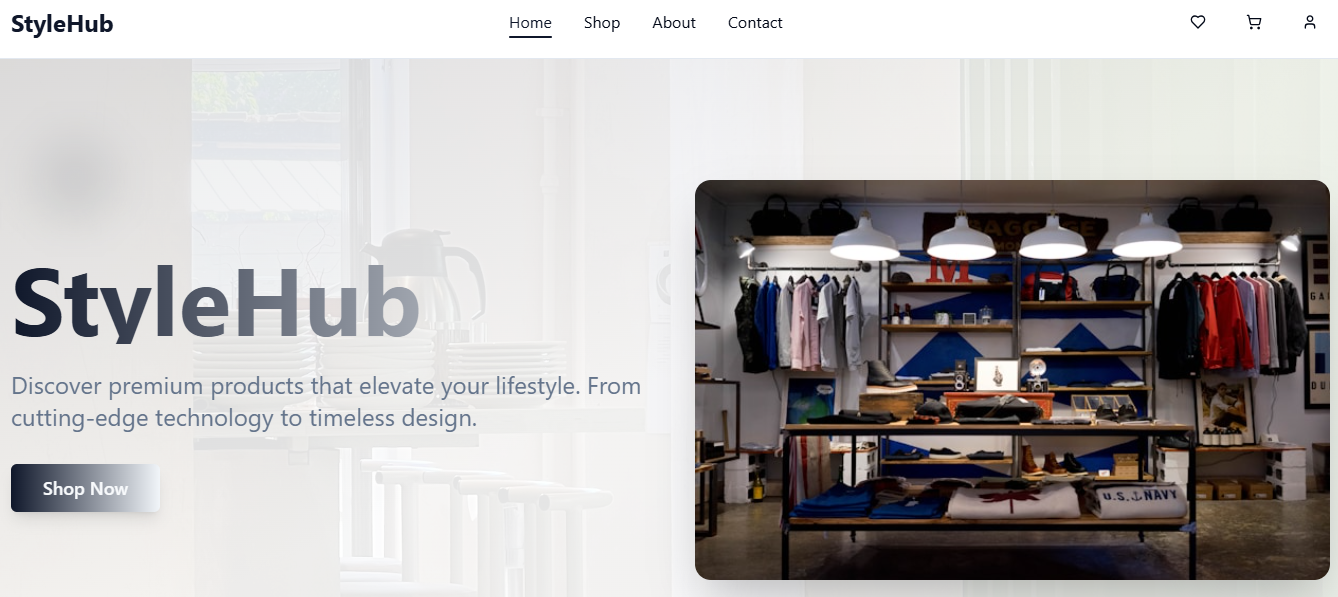 StyleHub
Home
Shop
About
Contact
StyleHub
Discover premium products that elevate your lifestyle. From
cutting-edge technology to timeless design.
Shop Now
M
U.S. NAVY